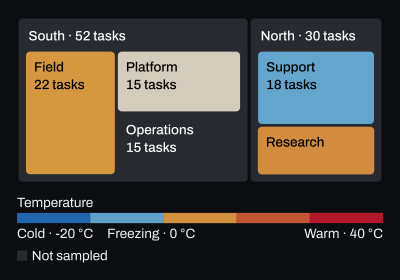 South · 52 tasks
Field
22 tasks
Platform
15 tasks
Operations
15 tasks
North · 30 tasks
Support
18 tasks
Research
Temperature
Cold · -20 °C
Freezing · 0 °C
Warm · 40 °C
Not sampled